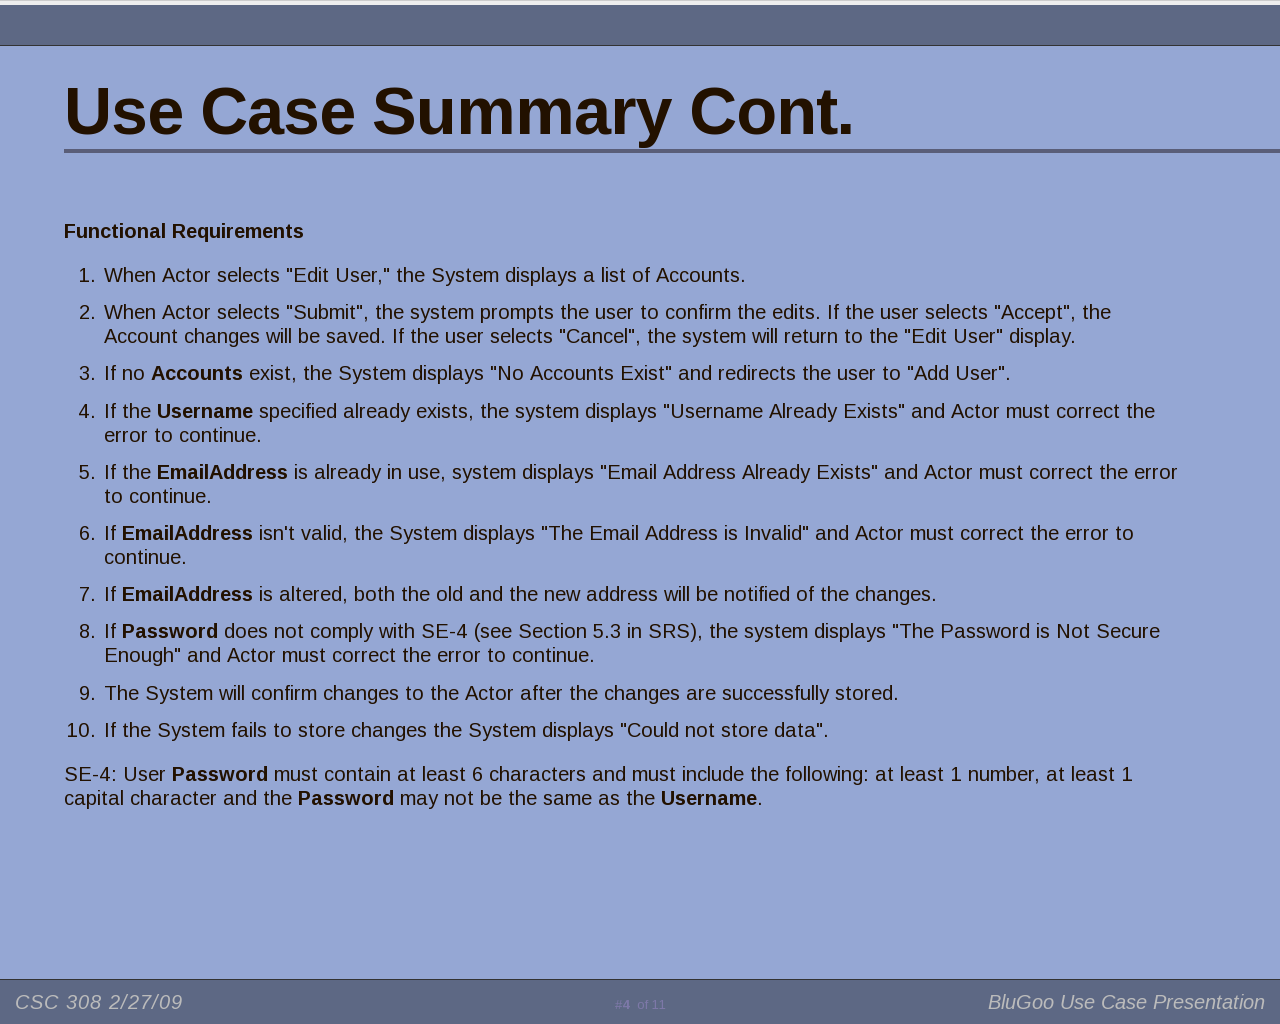 Use Case Summary Cont.
Functional Requirements
1. When Actor selects "Edit User," the System displays a list of Accounts.
2. When Actor selects "Submit", the system prompts the user to confirm the edits. If the user selects "Accept", the
Account changes will be saved. If the user selects "Cancel", the system will return to the "Edit User" display.
3. If no Accounts exist, the System displays "No Accounts Exist" and redirects the user to "Add User".
4. If the Username specified already exists, the system displays "Username Already Exists" and Actor must correct the
error to continue.
5. If the EmailAddress is already in use, system displays "Email Address Already Exists" and Actor must correct the error
to continue.
6. If EmailAddress isn't valid, the System displays "The Email Address is Invalid" and Actor must correct the error to
continue.
7. If EmailAddress is altered, both the old and the new address will be notified of the changes.
8. If Password does not comply with SE-4 (see Section 5.3 in SRS), the system displays "The Password is Not Secure
Enough" and Actor must correct the error to continue.
9. The System will confirm changes to the Actor after the changes are successfully stored.
10. If the System fails to store changes the System displays "Could not store data".
SE-4: User Password must contain at least 6 characters and must include the following: at least 1 number, at least 1
capital character and the Password may not be the same as the Username.
CSC 308 2/27/09
#4 of 11
BluGoo Use Case Presentation